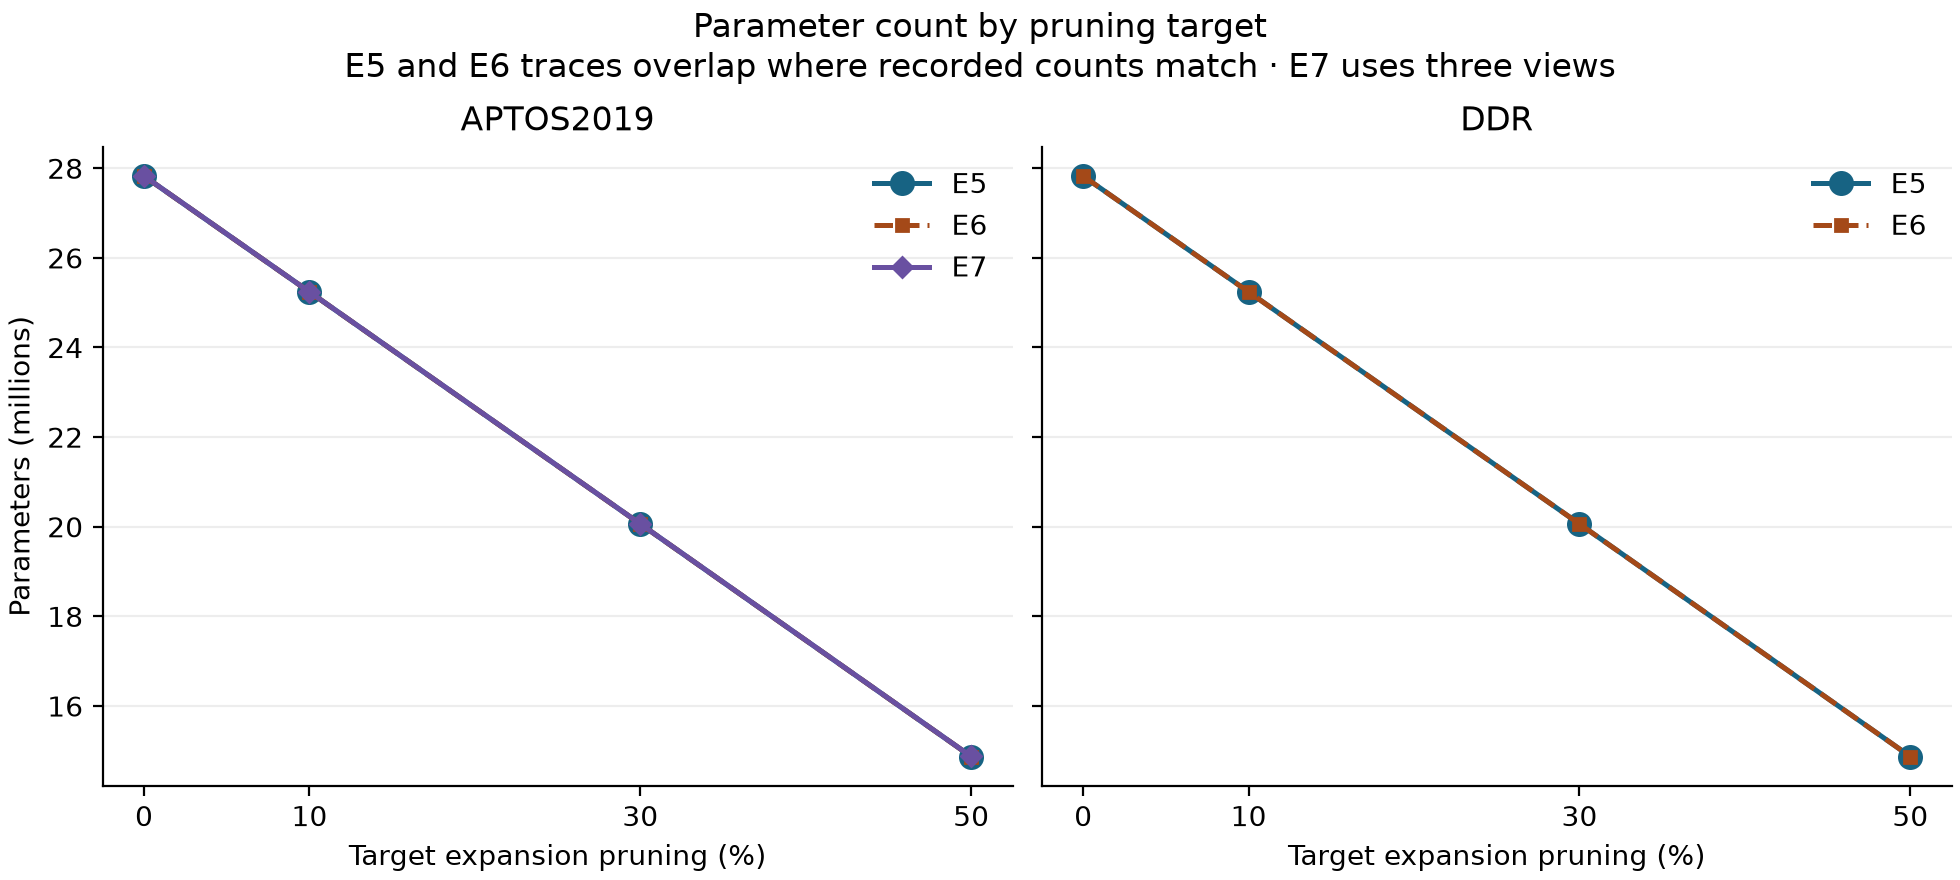 Parameter count by pruning target
E5 and E6 traces overlap where recorded counts match · E7 uses three views
APTOS2019
DDR
Parameters (millions)
28
26
24
22
20
18
16
E5
E6
E7
E5
E6
0 10 30 50
0 10 30 50
Target expansion pruning (%)
Target expansion pruning (%)